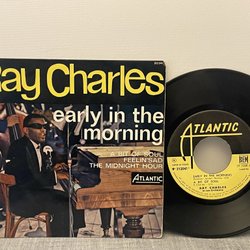 Ray Charles
early in the
morning
A BIT OF SOUL
FEELIN' SAD
THE MIDNIGHT HOUR
ATLANTIC
ATLANTIC
EARLY IN THE MORNING
A BIT OF SOUL
RAY CHARLES